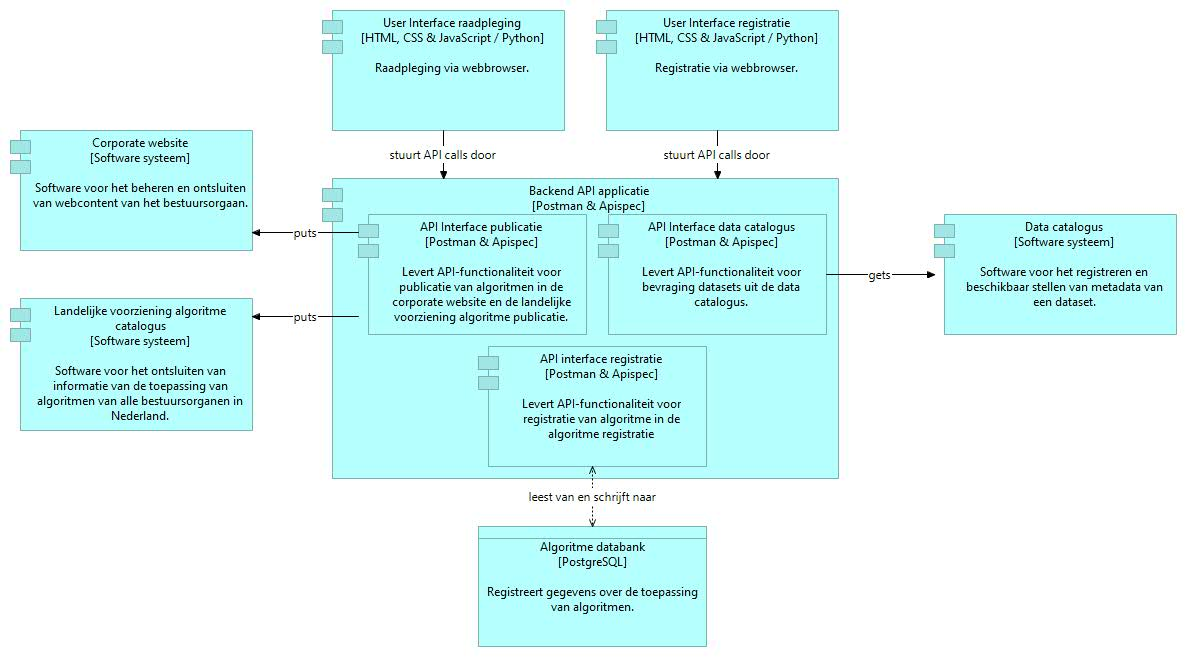 User Interface raadpleging
[HTML, CSS & JavaScript / Python]
Raadpleging via webbrowser.
User Interface registratie
[HTML, CSS & JavaScript / Python]
Registratie via webbrowser.
stuurt API calls door
stuurt API calls door
Corporate website
[Software systeem]
Software voor het beheren en ontsluiten
van webcontent van het bestuursorgaan.
Landelijke voorziening algoritme
catalogus
[Software systeem]
Software voor het ontsluiten van
informatie van de toepassing van
algoritmen van alle bestuursorganen in
Nederland.
puts
puts
Backend API applicatie
[Postman & Apispec]
API Interface publicatie
[Postman & Apispec]
Levert API-functionaliteit voor
publicatie van algoritmen in de
corporate website en de landelijke
voorziening algoritme publicatie.
API Interface data catalogus
[Postman & Apispec]
Levert API-functionaliteit voor
bevraging datasets uit de data
catalogus.
API interface registratie
[Postman & Apispec]
Levert API-functionaliteit voor
registratie van algoritme in de
algoritme registratie
gets
Data catalogus
[Software systeem]
Software voor het registreren en
beschikbaar stellen van metadata van
een dataset.
leest van en schrijft naar
Algoritme databank
[PostgreSQL]
Registreert gegevens over de toepassing
van algoritmen.